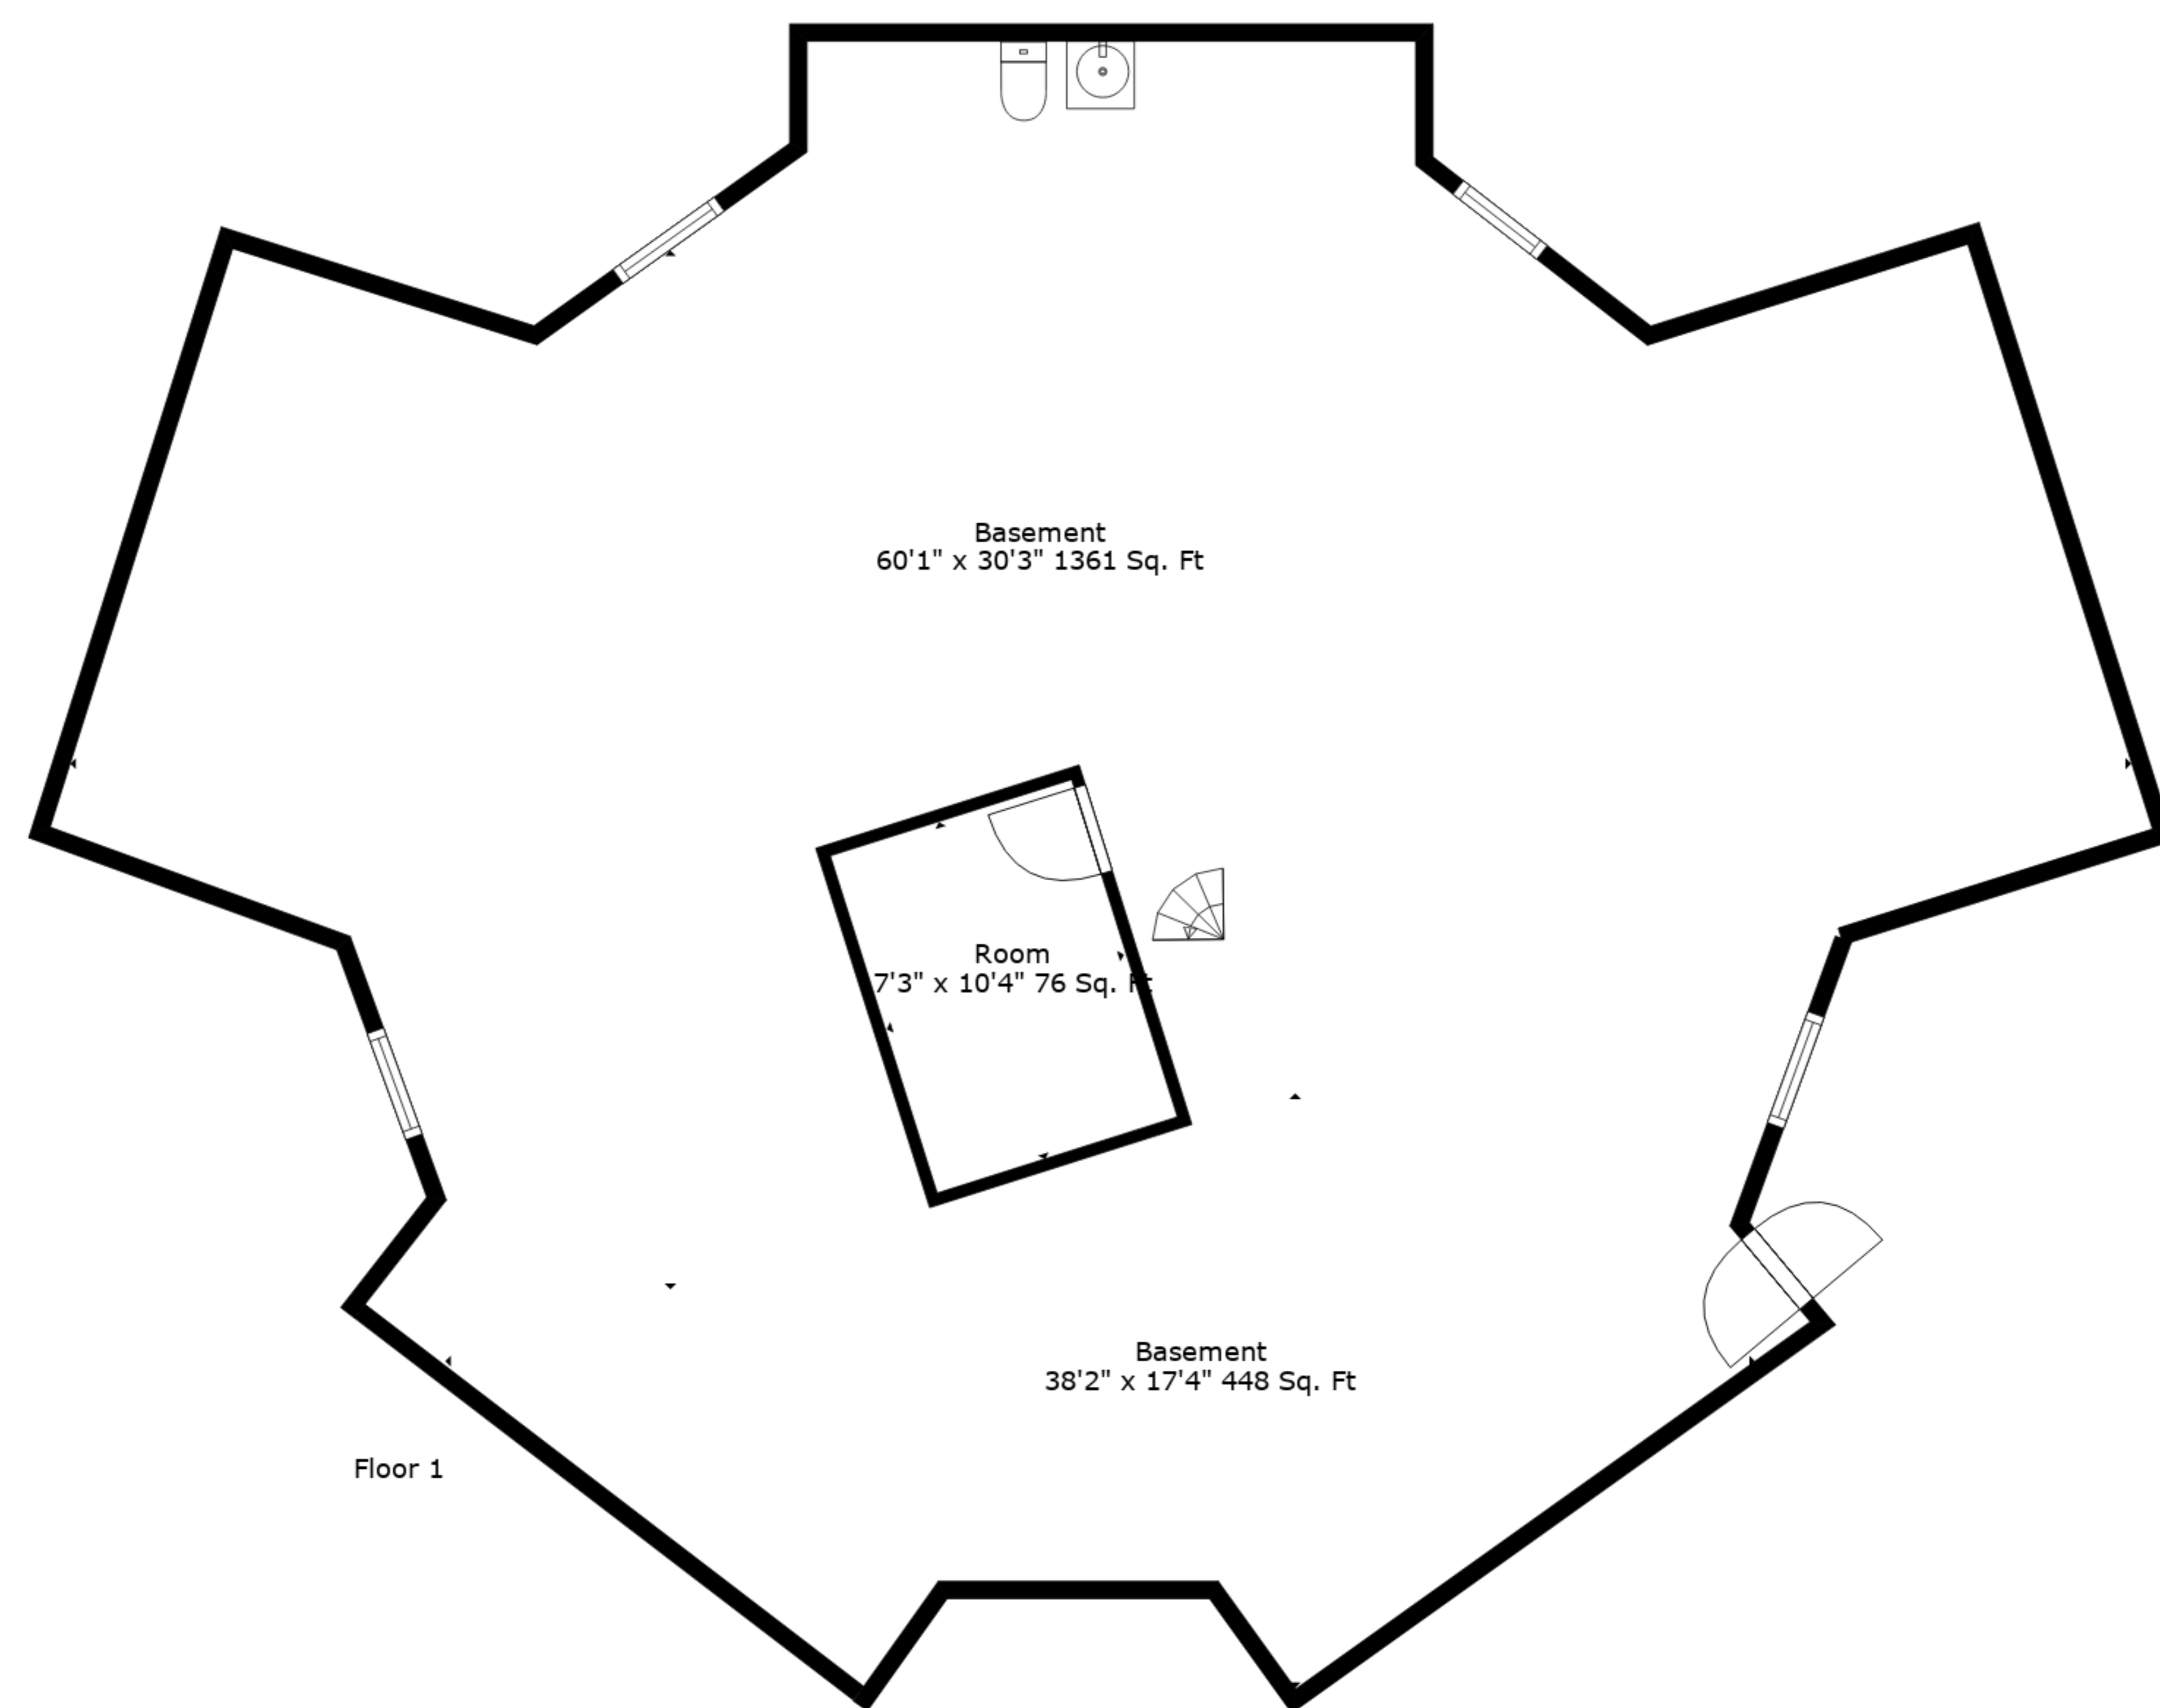 Basement
60'1" x 30'3" 1361 Sq. Ft
Room
7'3" x 10'4" 76 Sq. Ft
Basement
38'2" x 17'4" 448 Sq. Ft
Floor 1